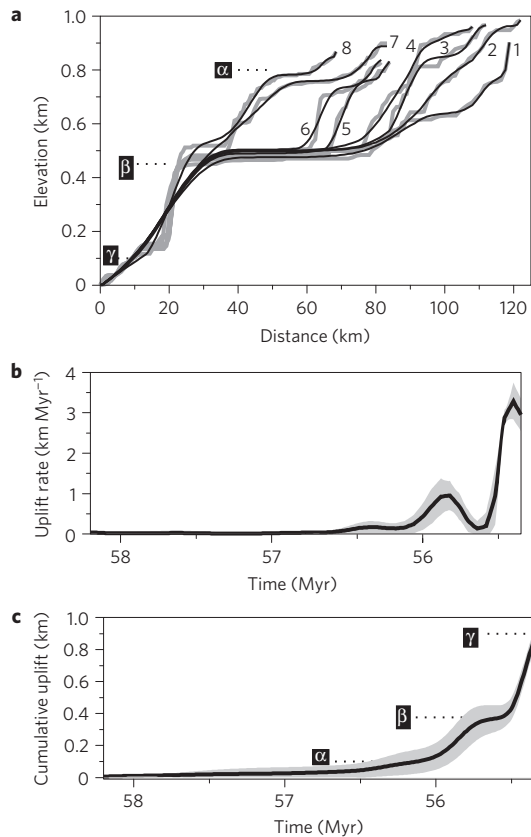 a
1.0
0.8
0.6
0.4
0.2
0
Elevation (km)
α
β
γ
8
7
4
3
2
1
6
5
0
20
40
60
80
100
120
Distance (km)
b
4
3
2
1
0
Uplift rate (km Myr⁻¹)
58
57
56
Time (Myr)
c
1.0
0.8
0.6
0.4
0.2
0
Cumulative uplift (km)
γ
β
α
58
57
56
Time (Myr)